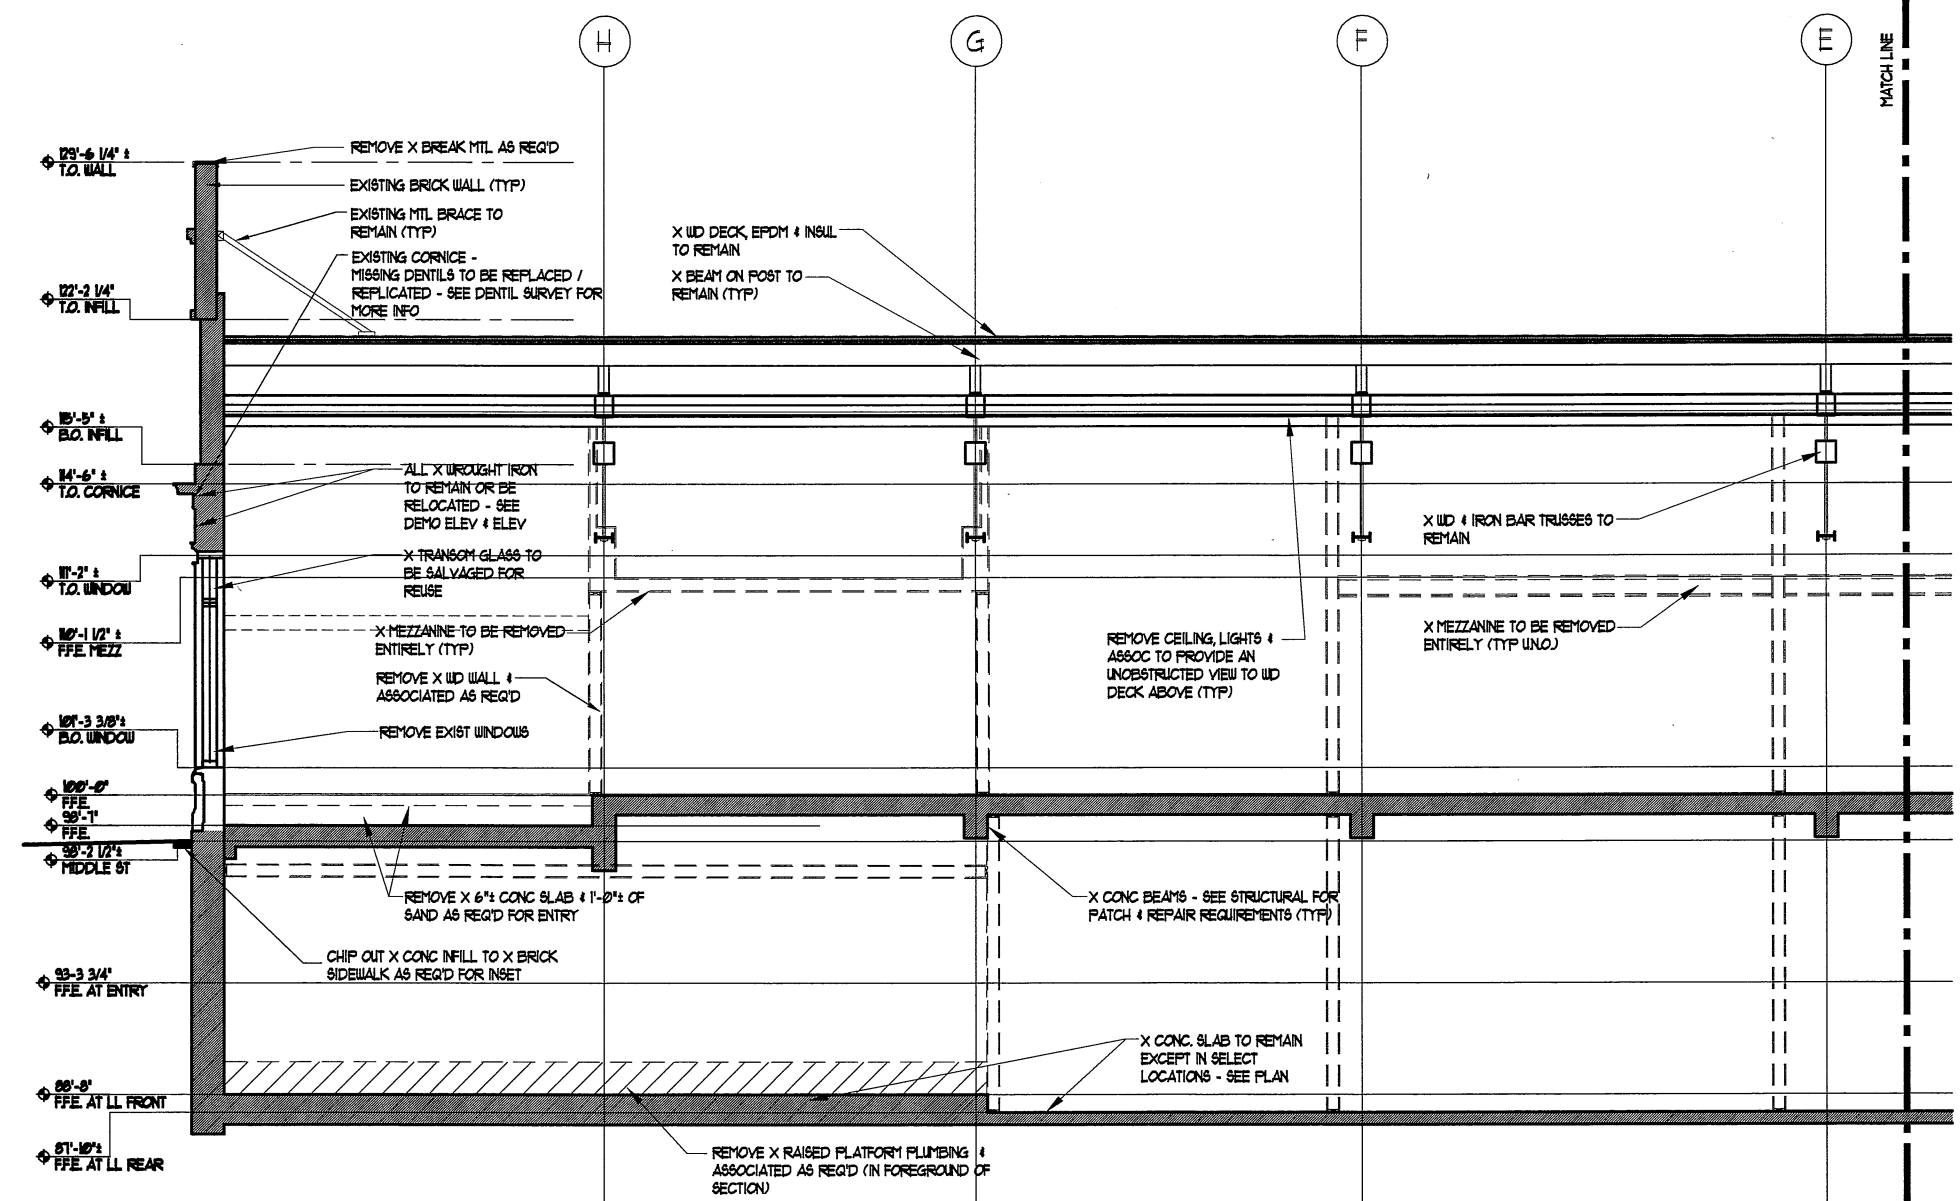 H
G
F
E
MATCH LINE
129'-6 1/4" ±
T.O. WALL
122'-2 1/4"
T.O. INFILL
115'-5" ±
B.O. INFILL
114'-6" ±
T.O. CORNICE
111'-2" ±
T.O. WINDOW
110'-1 1/2" ±
F.F.E. MEZZ
101'-3 3/8"±
B.O. WINDOW
100'-0"
F.F.E.
F.F.E.
98'-2 1/2"±
MIDDLE ST
93-3 3/4"
F.F.E. AT ENTRY
88'-8"
F.F.E. AT LL FRONT
87'-10"±
F.F.E. AT LL REAR
REMOVE X BREAK MTL AS REQ'D
EXISTING BRICK WALL (TYP)
EXISTING MTL BRACE TO
REMAIN (TYP)
EXISTING CORNICE -
MISSING DENTILS TO BE REPLACED /
REPLICATED - SEE DENTIL SURVEY FOR
MORE INFO
X WD DECK, EPDM & INSUL
TO REMAIN
X BEAM ON POST TO
REMAIN (TYP)
ALL X WROUGHT IRON
TO REMAIN OR BE
RELOCATED - SEE
DEMO ELEV & ELEV
X TRANSOM GLASS TO
BE SALVAGED FOR
REUSE
X MEZZANINE TO BE REMOVED
ENTIRELY (TYP)
REMOVE X WD WALL &
ASSOCIATED AS REQ'D
REMOVE EXIST WINDOWS
X WD & IRON BAR TRUSSES TO
REMAIN
X MEZZANINE TO BE REMOVED
ENTIRELY (TYP U.N.O.)
REMOVE CEILING, LIGHTS &
ASSOC TO PROVIDE AN
UNOBSTRUCTED VIEW TO WD
DECK ABOVE (TYP)
REMOVE X 6"± CONC SLAB & 1'-0"± OF
SAND AS REQ'D FOR ENTRY
X CONC BEAMS - SEE STRUCTURAL FOR
PATCH & REPAIR REQUIREMENTS (TYP)
CHIP OUT X CONC INFILL TO X BRICK
SIDEWALK AS REQ'D FOR INSET
X CONC. SLAB TO REMAIN
EXCEPT IN SELECT
LOCATIONS - SEE PLAN
REMOVE X RAISED PLATFORM PLUMBING &
ASSOCIATED AS REQ'D (IN FOREGROUND OF
SECTION)